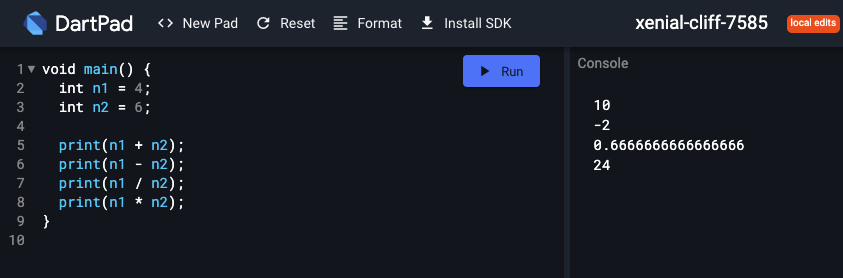 DartPad <> New Pad Reset Format Install SDK xenial-cliff-7585 local edits
Run
Console
1 void main() {
2   int n1 = 4;
3   int n2 = 6;
4
5   print(n1 + n2);
6   print(n1 - n2);
7   print(n1 / n2);
8   print(n1 * n2);
9 }
10
10
-2
0.6666666666666666
24